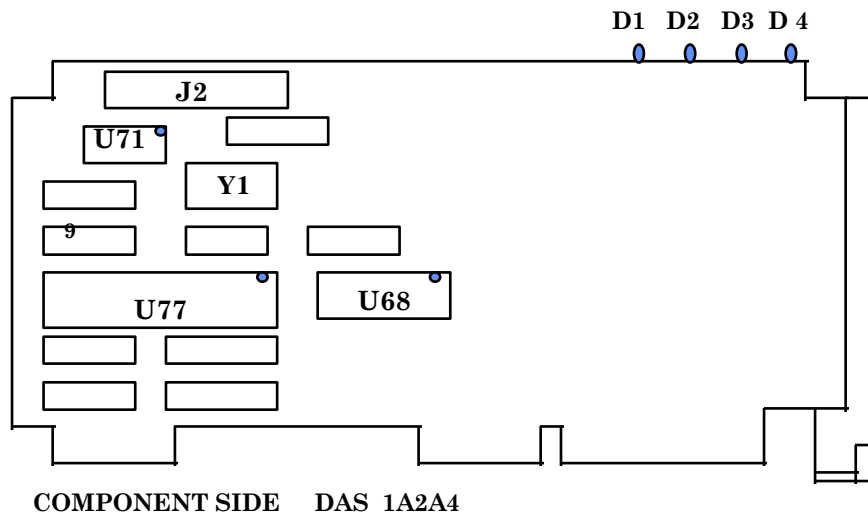 D1 D2 D3 D 4
J2
U71
Y1
9
U77
U68
COMPONENT SIDE DAS 1A2A4